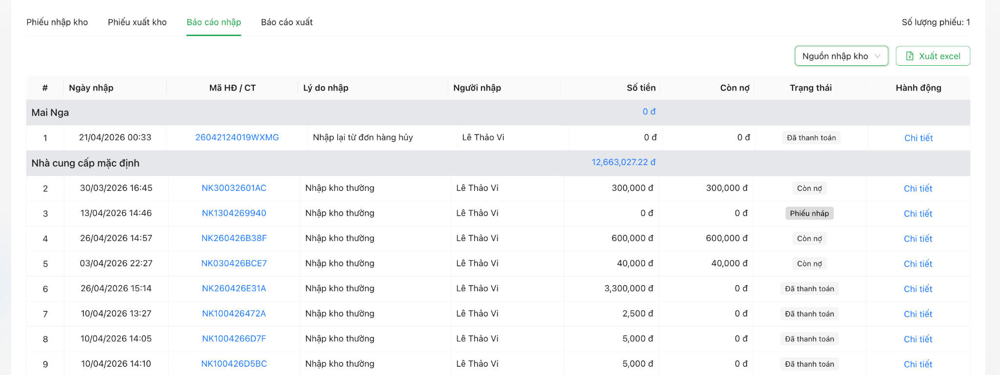 Phiếu nhập kho Phiếu xuất kho Báo cáo nhập Báo cáo xuất Số lượng phiếu: 1
Nguồn nhập kho Xuất excel
# Ngày nhập Mã HĐ / CT Lý do nhập Người nhập Số tiền Còn nợ Trạng thái Hành động
Mai Nga 0 đ
1 21/04/2026 00:33 26042124019WXMG Nhập lại từ đơn hàng hủy Lê Thảo Vi 0 đ 0 đ Đã thanh toán Chi tiết
Nhà cung cấp mặc định 12,663,027.22 đ
2 30/03/2026 16:45 NK30032601AC Nhập kho thường Lê Thảo Vi 300,000 đ 300,000 đ Còn nợ Chi tiết
3 13/04/2026 14:46 NK1304269940 Nhập kho thường Lê Thảo Vi 0 đ 0 đ Phiếu nháp Chi tiết
4 26/04/2026 14:57 NK260426B38F Nhập kho thường Lê Thảo Vi 600,000 đ 600,000 đ Còn nợ Chi tiết
5 03/04/2026 22:27 NK030426BCE7 Nhập kho thường Lê Thảo Vi 40,000 đ 40,000 đ Còn nợ Chi tiết
6 26/04/2026 15:14 NK260426E31A Nhập kho thường Lê Thảo Vi 3,300,000 đ 0 đ Đã thanh toán Chi tiết
7 10/04/2026 13:27 NK100426472A Nhập kho thường Lê Thảo Vi 2,500 đ 0 đ Đã thanh toán Chi tiết
8 10/04/2026 14:05 NK1004266D7F Nhập kho thường Lê Thảo Vi 5,000 đ 0 đ Đã thanh toán Chi tiết
9 10/04/2026 14:10 NK100426D5BC Nhập kho thường Lê Thảo Vi 5,000 đ 0 đ Đã thanh toán Chi tiết